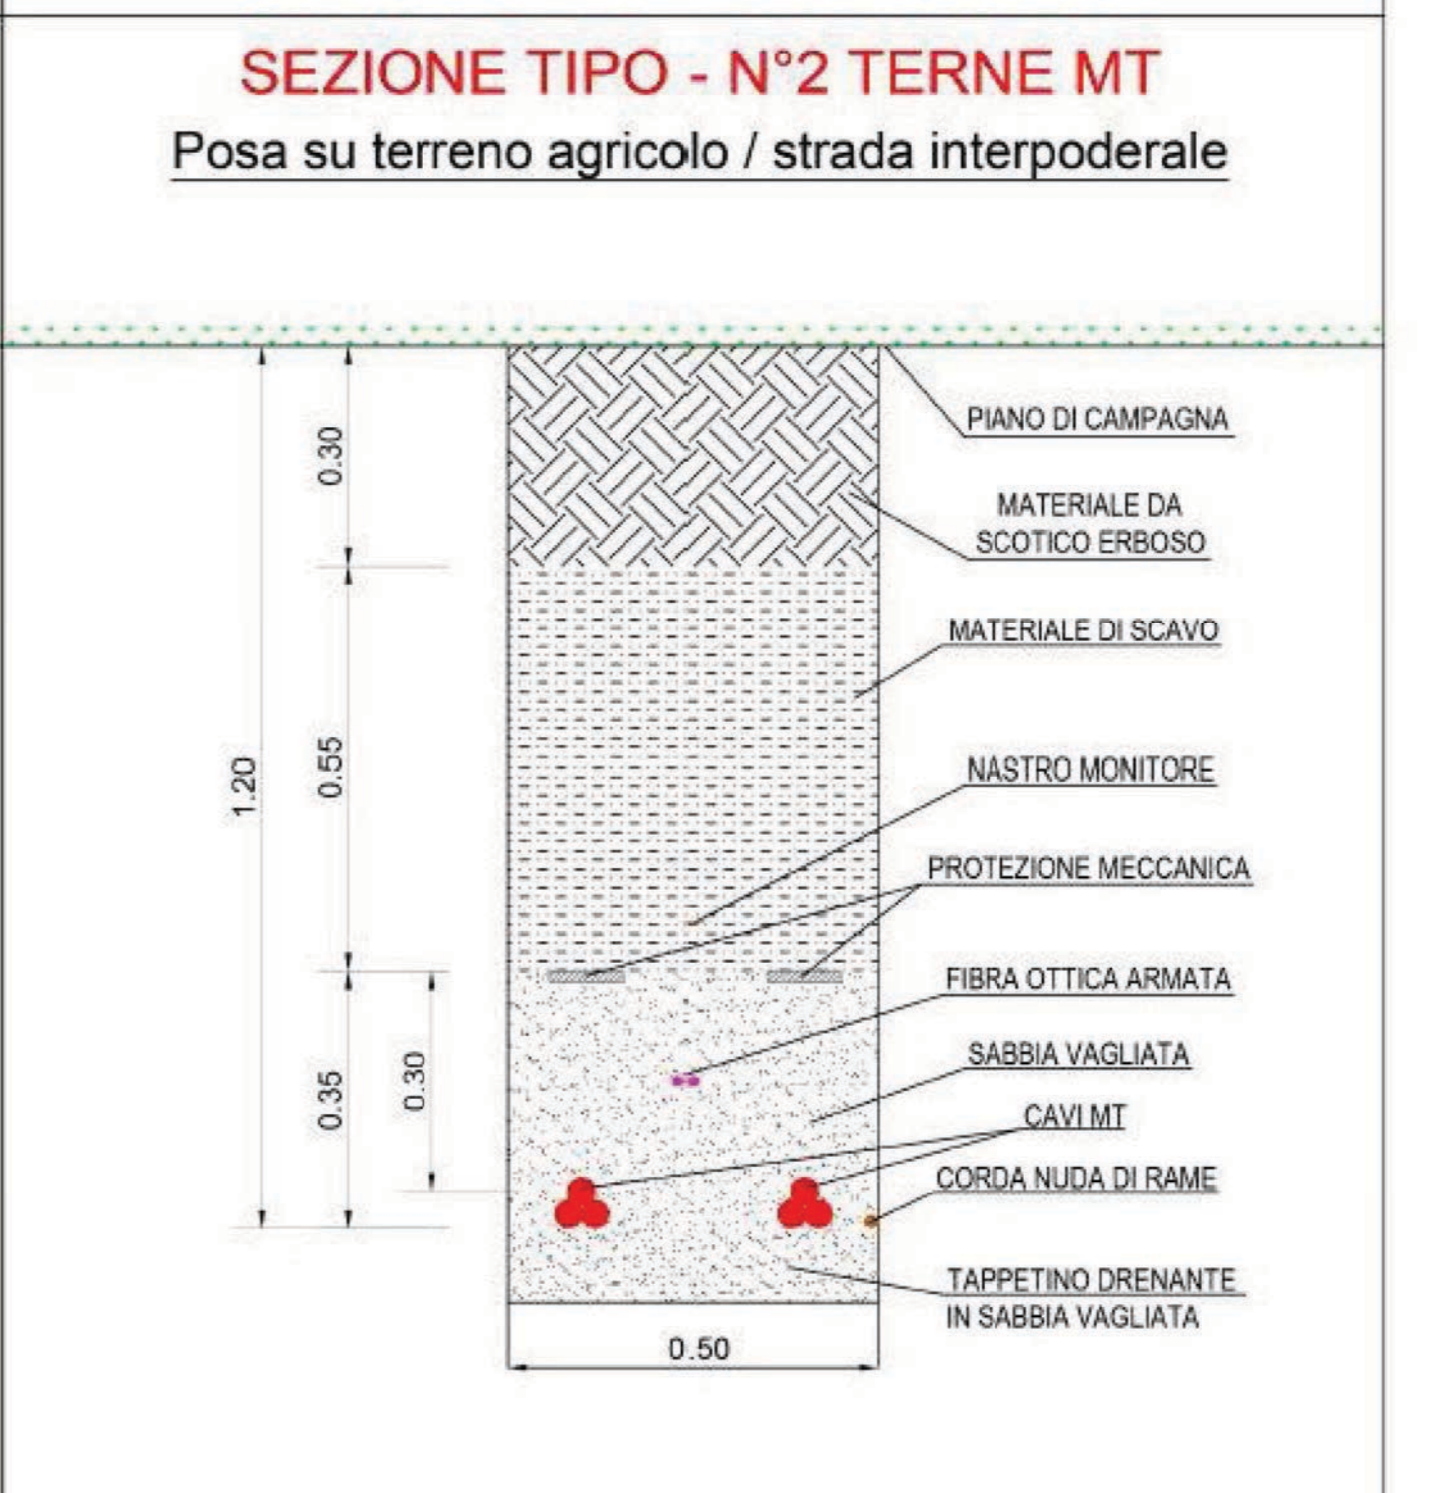 SEZIONE TIPO - N°2 TERNE MT
Posa su terreno agricolo / strada interpoderale
PIANO DI CAMPAGNA
0.30
MATERIALE DA
SCOTICO ERBOSO
MATERIALE DI SCAVO
1.20
0.55
NASTRO MONITORE
PROTEZIONE MECCANICA
FIBRA OTTICA ARMATA
SABBIA VAGLIATA
0.35
0.30
CAVI MT
CORDA NUDA DI RAME
TAPPETINO DRENANTE
IN SABBIA VAGLIATA
0.50